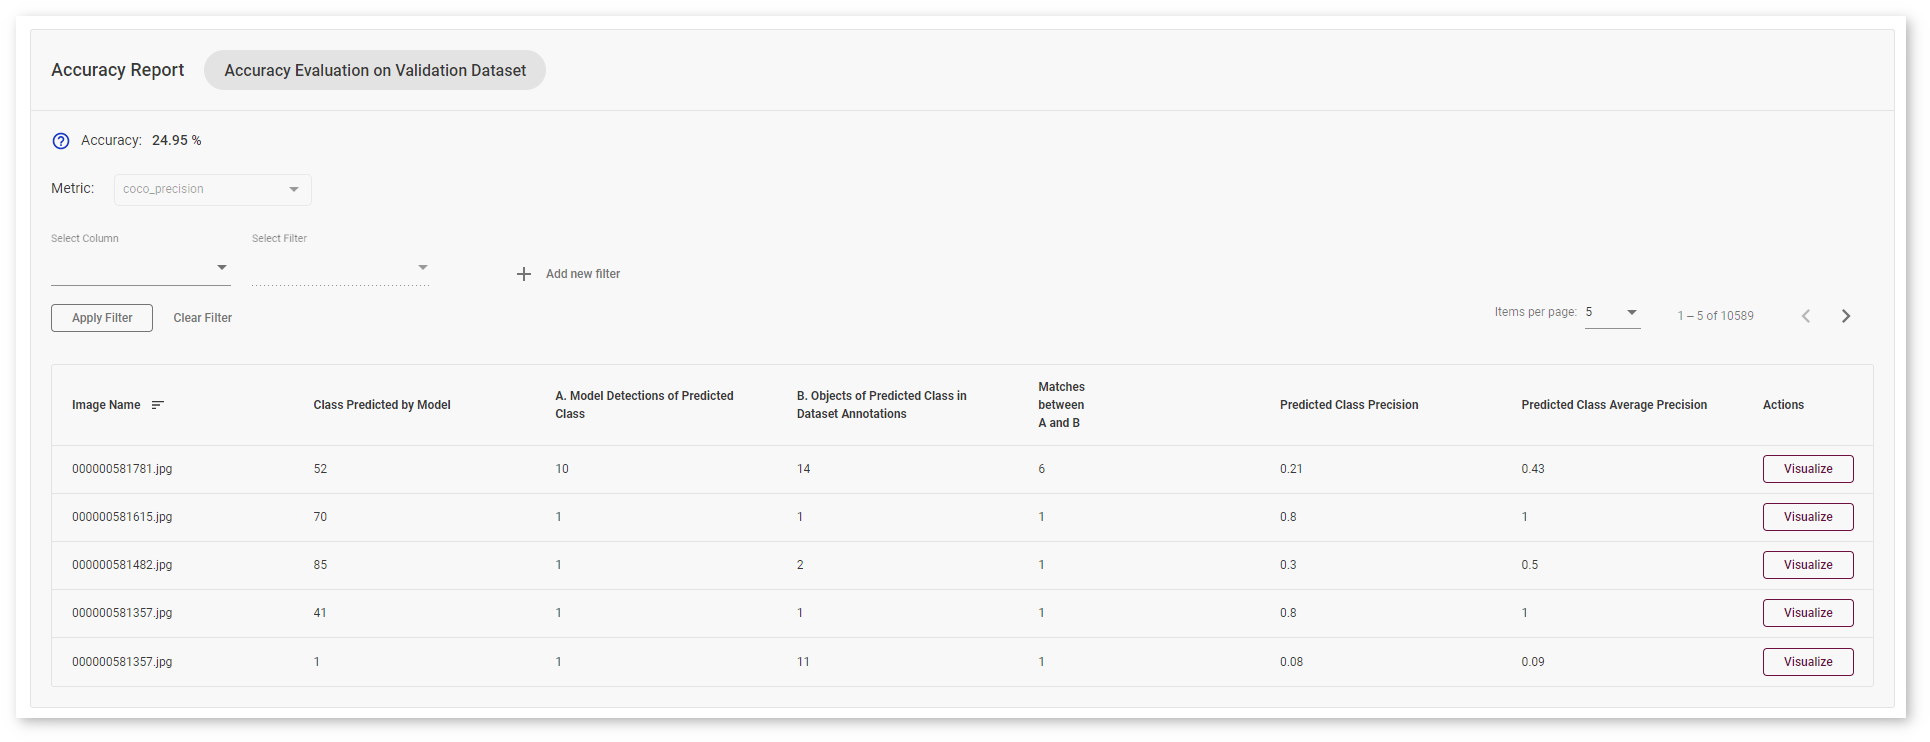 Accuracy Report
Accuracy Evaluation on Validation Dataset
Accuracy: 24.95 %
Metric: coco_precision
Select Column
Select Filter
Add new filter
Apply Filter
Clear Filter
Items per page: 5
1 – 5 of 10589
Image Name
Class Predicted by Model
A. Model Detections of Predicted
Class
B. Objects of Predicted Class in
Dataset Annotations
Matches
between
A and B
Predicted Class Precision
Predicted Class Average Precision
Actions
000000581781.jpg 52 10 14 6 0.21 0.43 Visualize
000000581615.jpg 70 1 1 1 0.8 1 Visualize
000000581482.jpg 85 1 2 1 0.3 0.5 Visualize
000000581357.jpg 41 1 1 1 0.8 1 Visualize
000000581357.jpg 1 1 11 1 0.08 0.09 Visualize